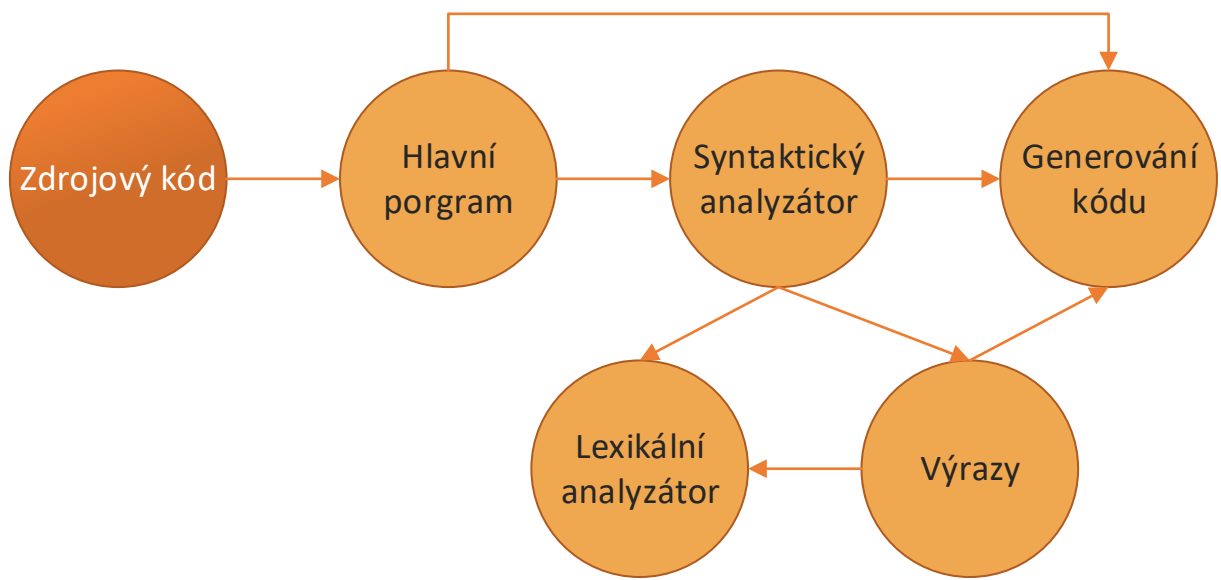 Zdrojový kód
Hlavní
porgram
Syntaktický
analyzátor
Generování
kódu
Lexikální
analyzátor
Výrazy